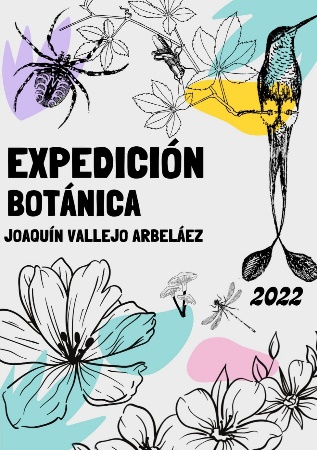 EXPEDICIÓN
BOTÁNICA
JOAQUÍN VALLEJO ARBELÁEZ
2022